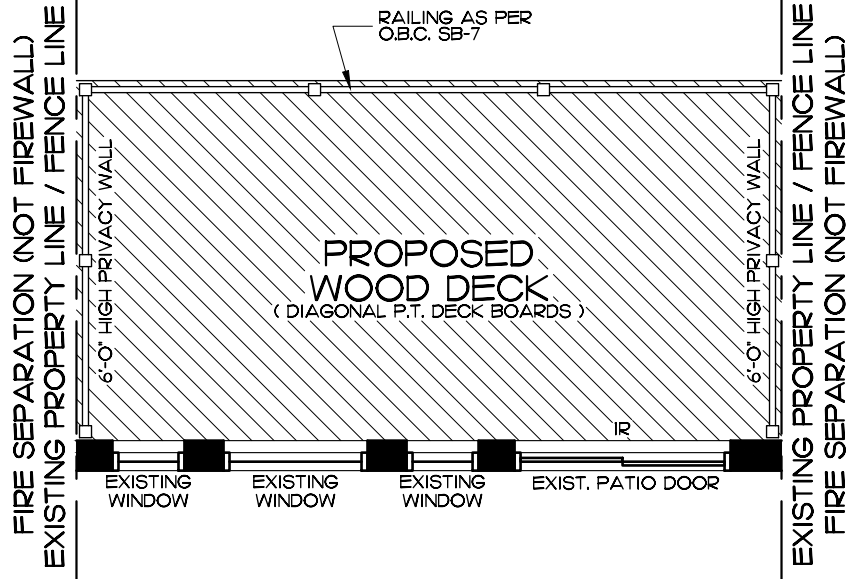 RAILING AS PER
O.B.C. SB-7
FIRE SEPARATION (NOT FIREWALL)
EXISTING PROPERTY LINE / FENCE LINE
6'-0" HIGH PRIVACY WALL
PROPOSED
WOOD DECK
( DIAGONAL P.T. DECK BOARDS )
6'-0" HIGH PRIVACY WALL
EXISTING PROPERTY LINE / FENCE LINE
FIRE SEPARATION (NOT FIREWALL)
1R
EXISTING
WINDOW
EXISTING
WINDOW
EXISTING
WINDOW
EXIST. PATIO DOOR